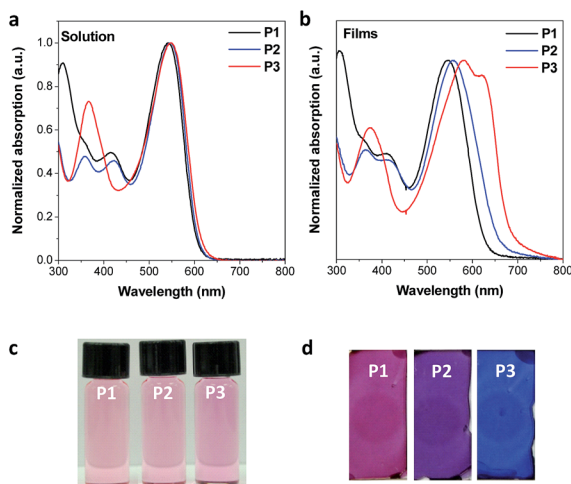 a
Solution
P1
P2
P3
Normalized absorption (a.u.)
1.0
0.8
0.6
0.4
0.2
0.0
300 400 500 600 700 800
Wavelength (nm)
b
Films
P1
P2
P3
Normalized absorption (a.u.)
300 400 500 600 700 800
Wavelength (nm)
c
P1 P2 P3
d
P1 P2 P3